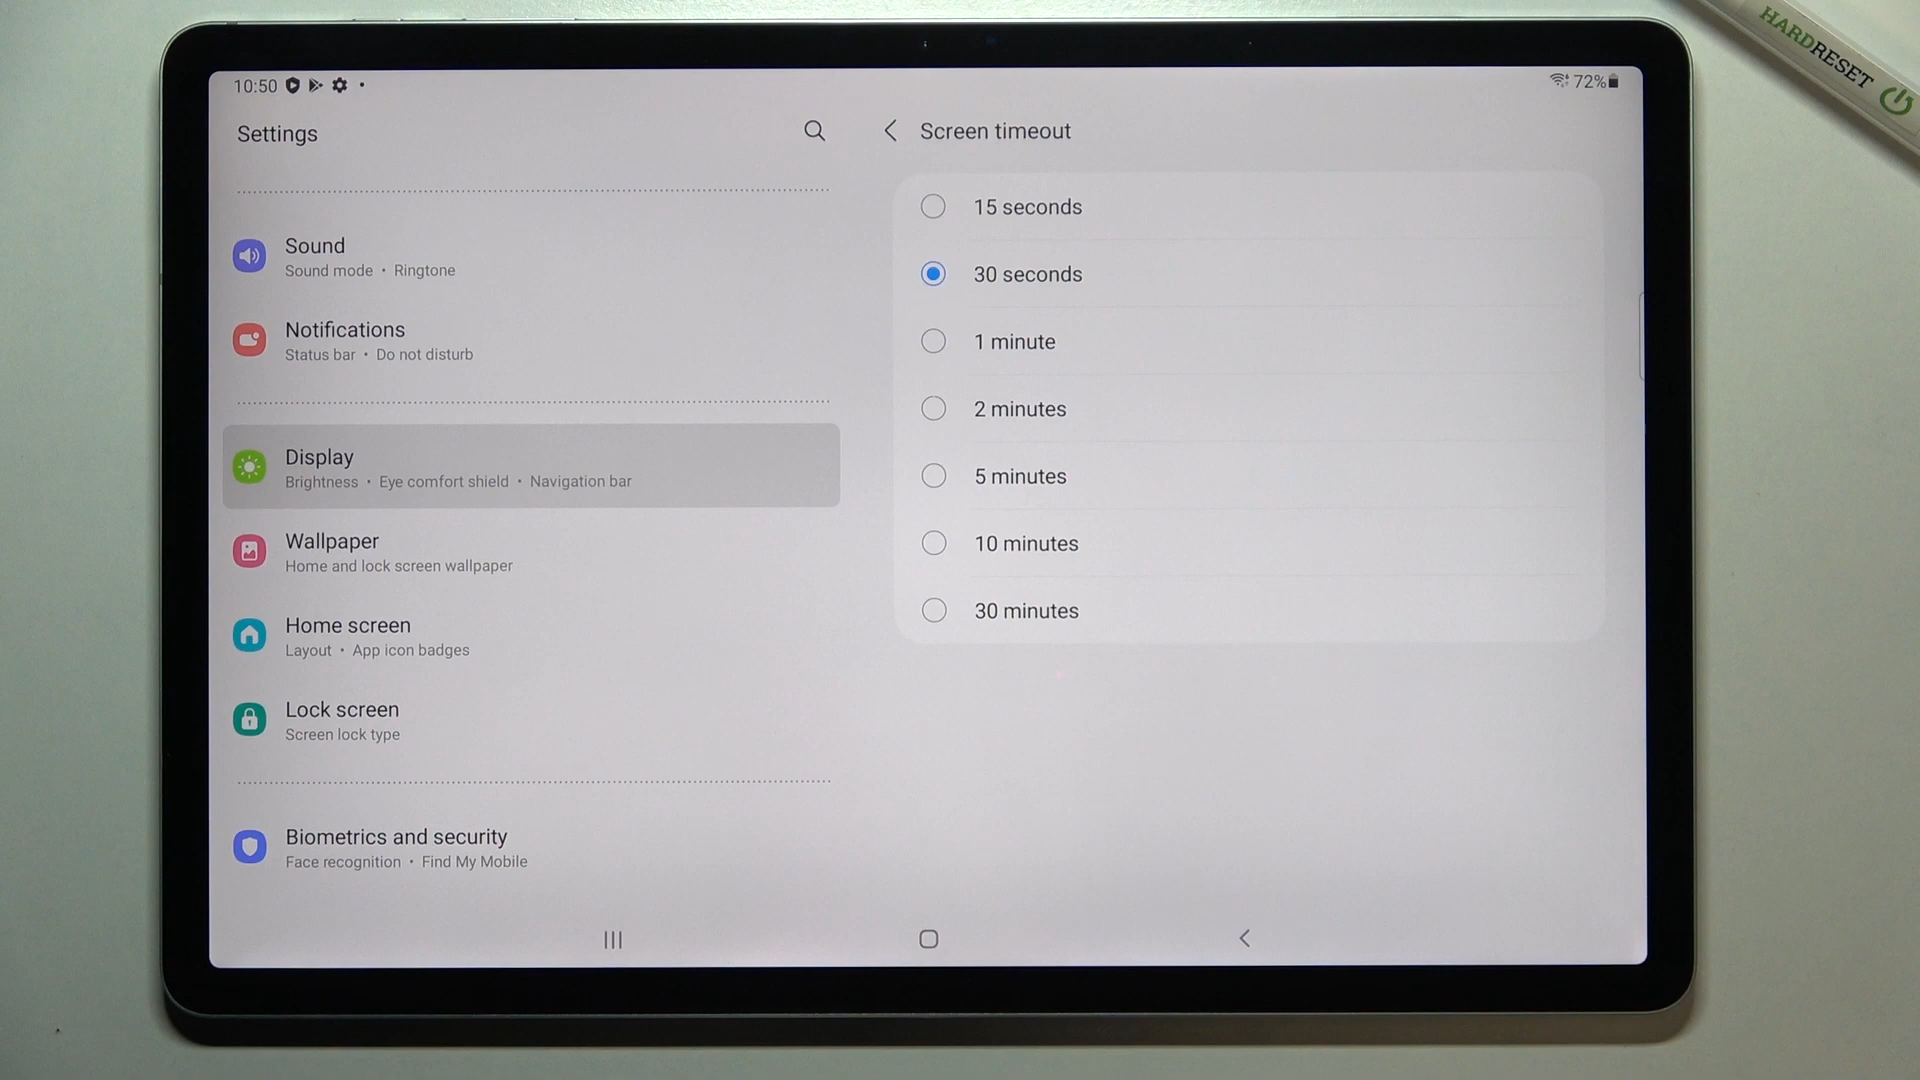 HARDRESET
10:50
72%
Settings
Sound
Sound mode • Ringtone
Notifications
Status bar • Do not disturb
Display
Brightness • Eye comfort shield • Navigation bar
Wallpaper
Home and lock screen wallpaper
Home screen
Layout • App icon badges
Lock screen
Screen lock type
Biometrics and security
Face recognition • Find My Mobile
Screen timeout
15 seconds
30 seconds
1 minute
2 minutes
5 minutes
10 minutes
30 minutes